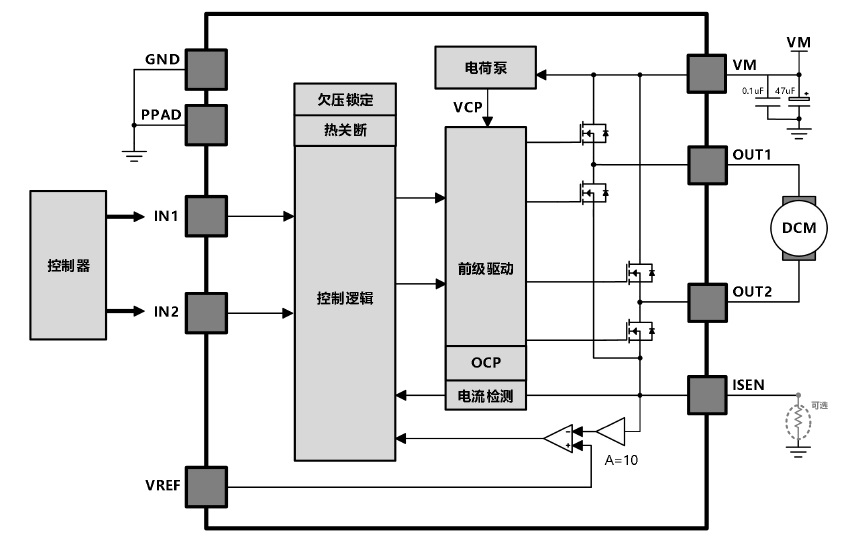 GND
PPAD
控制器
IN1
IN2
VREF
欠压锁定
热关断
控制逻辑
电荷泵
VCP
前级驱动
OCP
电流检测
A=10
VM
VM
0.1uF
47uF
+
OUT1
DCM
OUT2
ISEN
可选